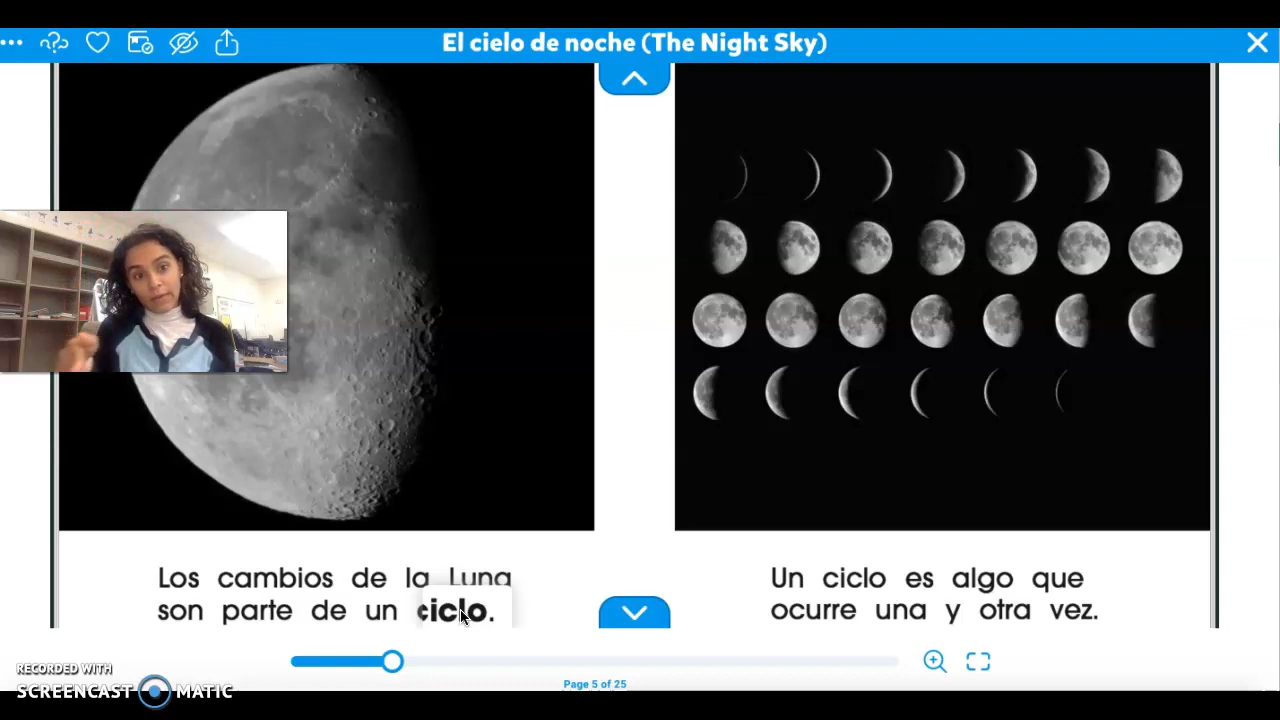 El cielo de noche (The Night Sky)
Los cambios de la Luna
son parte de un ciclo.
Un ciclo es algo que
ocurre una y otra vez.
Page 5 of 25
RECORDED WITH
SCREENCAST MATIC